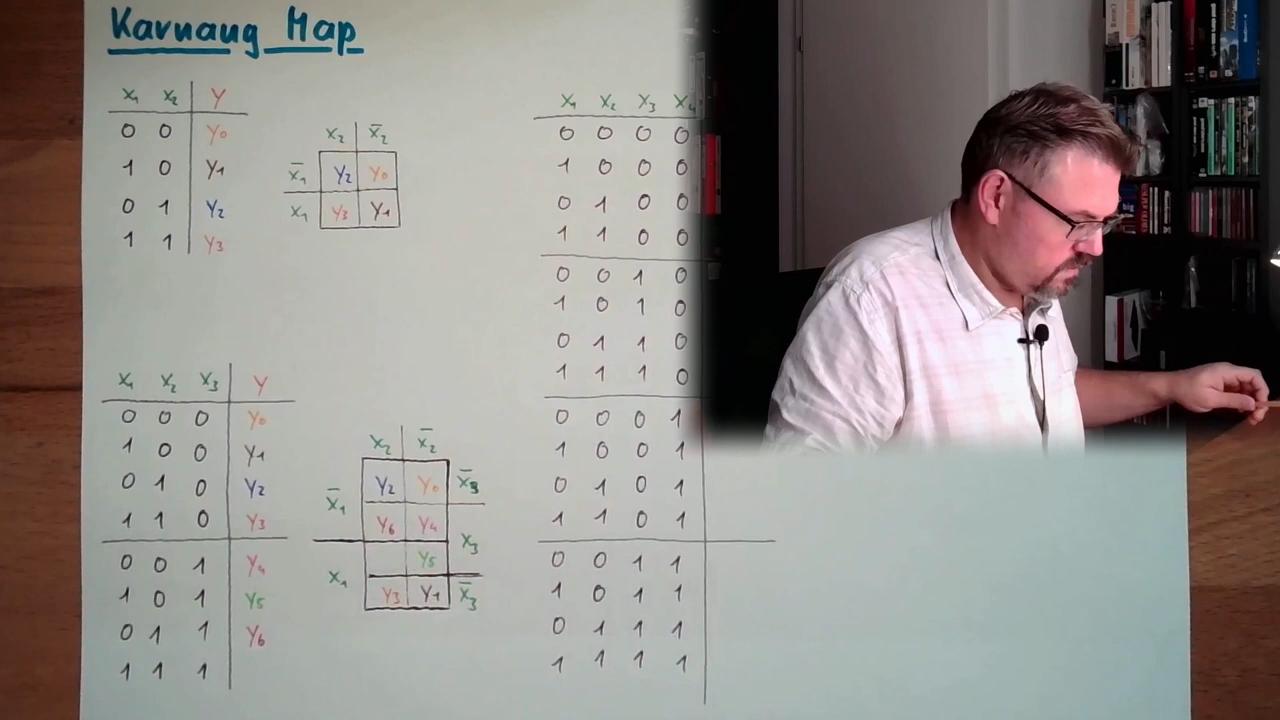 Karnaug Map
x₁ x₂ Y
0 0 Y₀
1 0 Y₁
0 1 Y₂
1 1 Y₃
x₂ x̄₂
x̄₁ Y₂ Y₀
x₁ Y₃ Y₁
x₁ x₂ x₃ Y
0 0 0 Y₀
1 0 0 Y₁
0 1 0 Y₂
1 1 0 Y₃
0 0 1 Y₄
1 0 1 Y₅
0 1 1 Y₆
1 1 1
x₂ x̄₂
x̄₁ Y₂ Y₀ x̄₃
Y₆ Y₄ x₃
x₁ Y₅
Y₃ Y₁ x̄₃
x₁ x₂ x₃ x₄
0 0 0 0
1 0 0 0
0 1 0 0
1 1 0 0
0 0 1 0
1 0 1 0
0 1 1 0
1 1 1 0
0 0 0 1
1 0 0 1
0 1 0 1
1 1 0 1
0 0 1 1
1 0 1 1
0 1 1 1
1 1 1 1